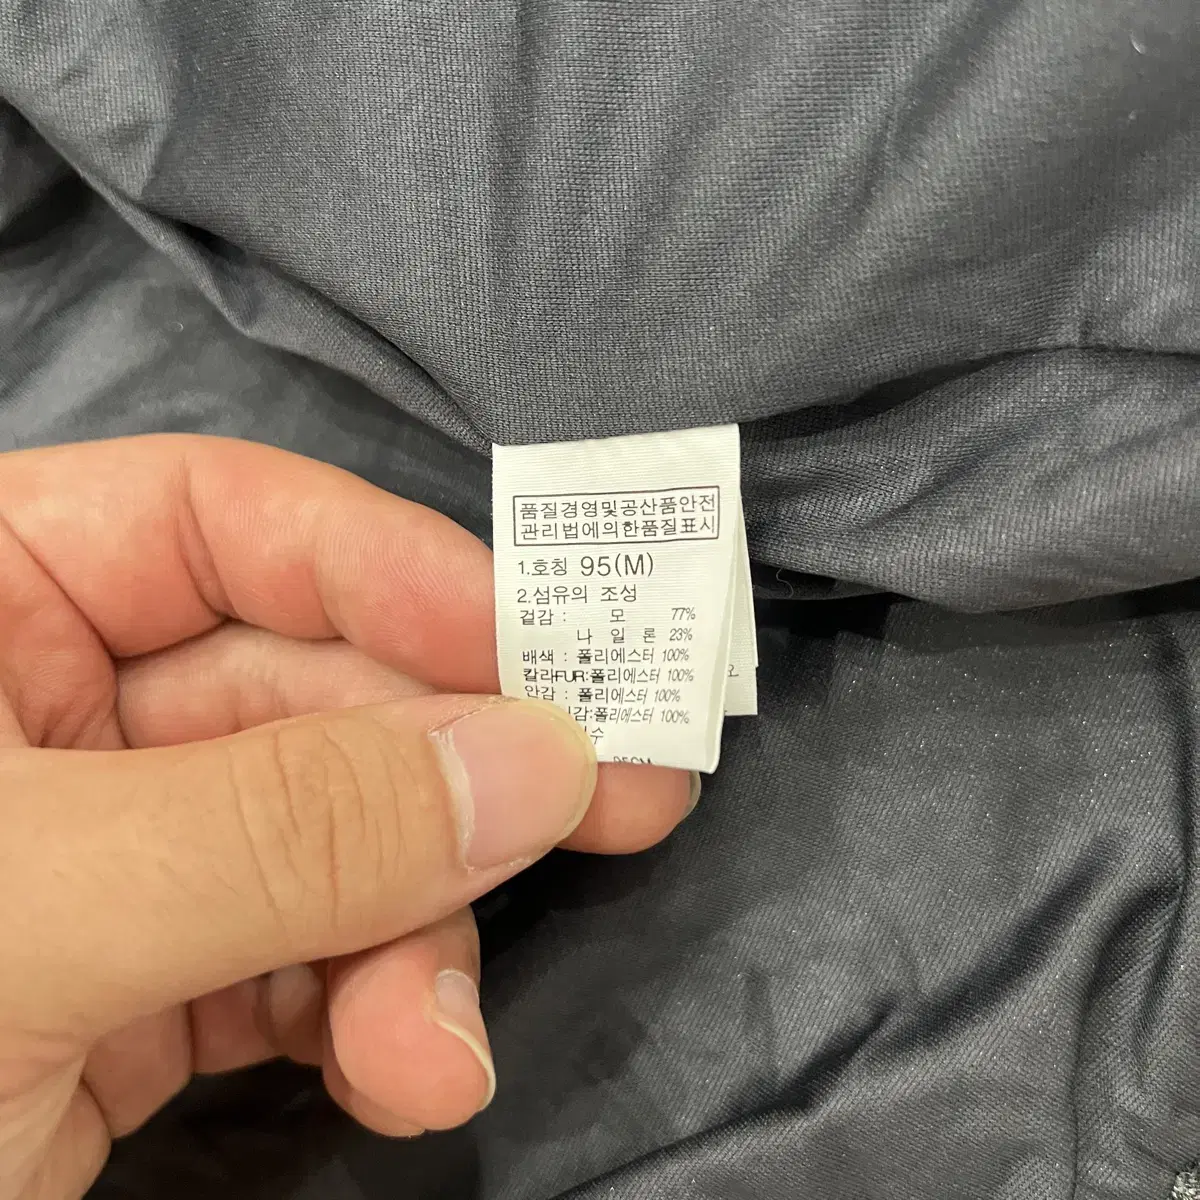 품질경영및공산품안전
관리법에의한품질표시
1.호칭 95(M)
2.섬유의 조성
겉감 : 모 77%
나 일 론 23%
배색 : 폴리에스터 100%
칼라FUR:폴리에스터 100%
안감 : 폴리에스터 100%
감:폴리에스터 100%
수
95CM